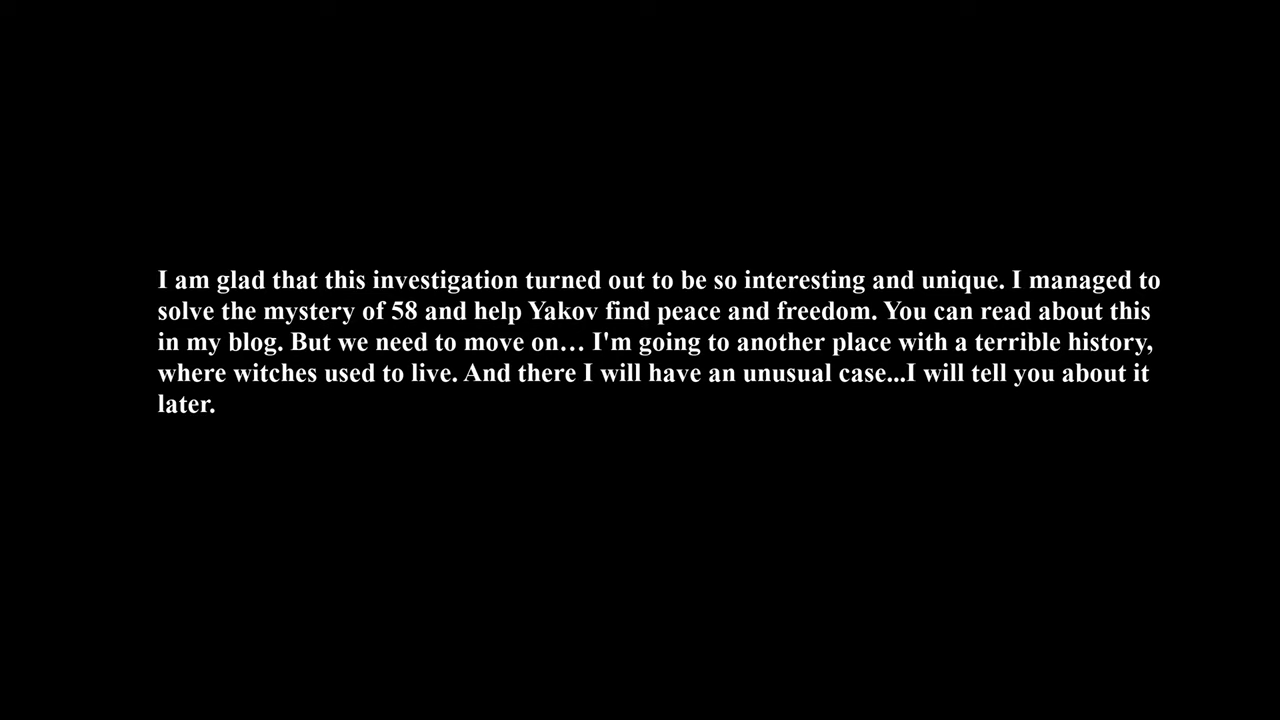 I am glad that this investigation turned out to be so interesting and unique. I managed to
solve the mystery of 58 and help Yakov find peace and freedom. You can read about this
in my blog. But we need to move on… I'm going to another place with a terrible history,
where witches used to live. And there I will have an unusual case...I will tell you about it
later.